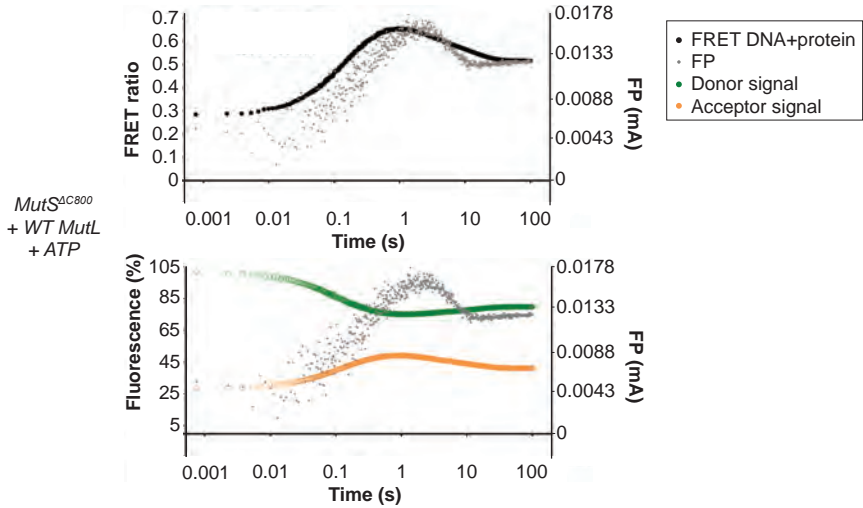 MutS^ΔC800
+ WT MutL
+ ATP
FRET ratio
0.7
0.6
0.5
0.4
0.3
0.2
0.1
0
0.0178
0.0133
0.0088
0.0043
0
FP (mA)
0.001 0.01 0.1 1 10 100
Time (s)
FRET DNA+protein
FP
Donor signal
Acceptor signal
Fluorescence (%)
105
85
65
45
25
5
0.0178
0.0133
0.0088
0.0043
0
FP (mA)
0.001 0.01 0.1 1 10 100
Time (s)